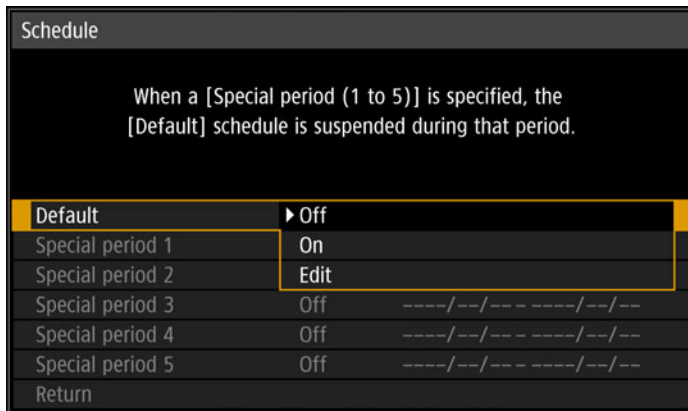 Schedule
When a [Special period (1 to 5)] is specified, the
[Default] schedule is suspended during that period.
Default Off
Special period 1 On
Special period 2 Edit
Special period 3 Off ----/--/-- - ----/--/--
Special period 4 Off ----/--/-- - ----/--/--
Special period 5 Off ----/--/-- - ----/--/--
Return